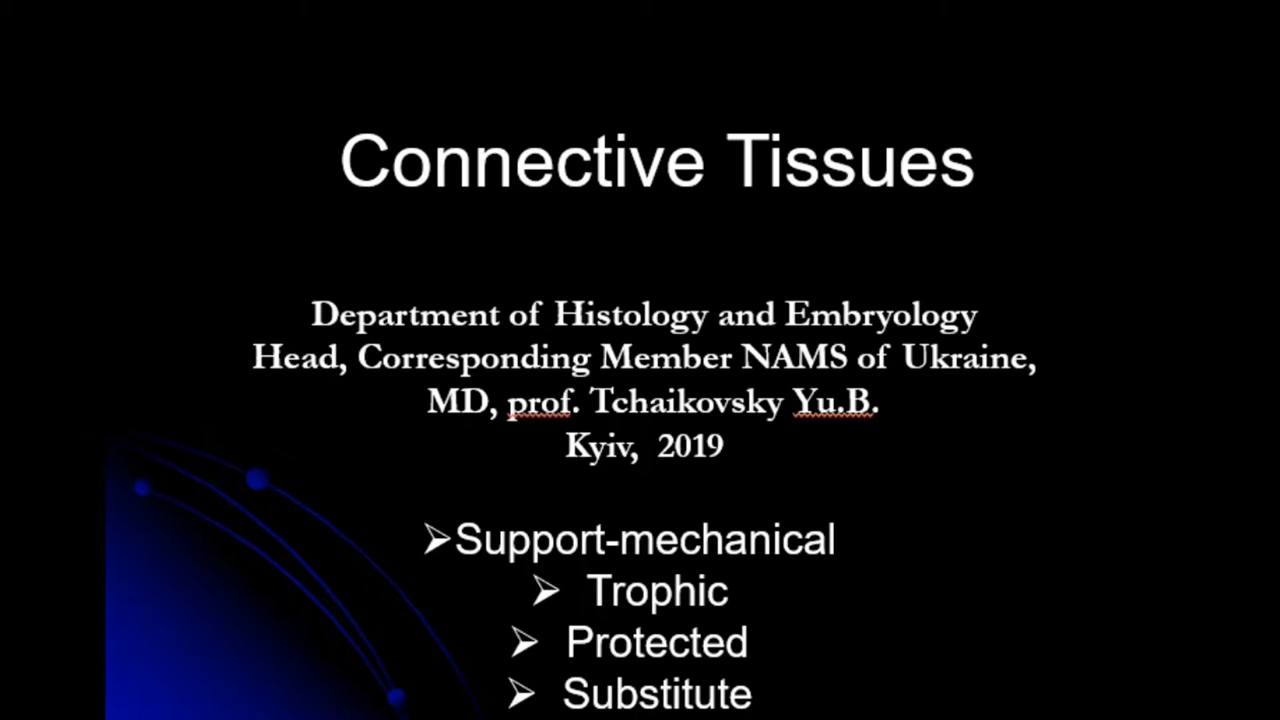 Connective Tissues
Department of Histology and Embryology
Head, Corresponding Member NAMS of Ukraine,
MD, prof. Tchaikovsky Yu.B.
Kyiv, 2019
➢Support-mechanical
➢ Trophic
➢ Protected
➢ Substitute